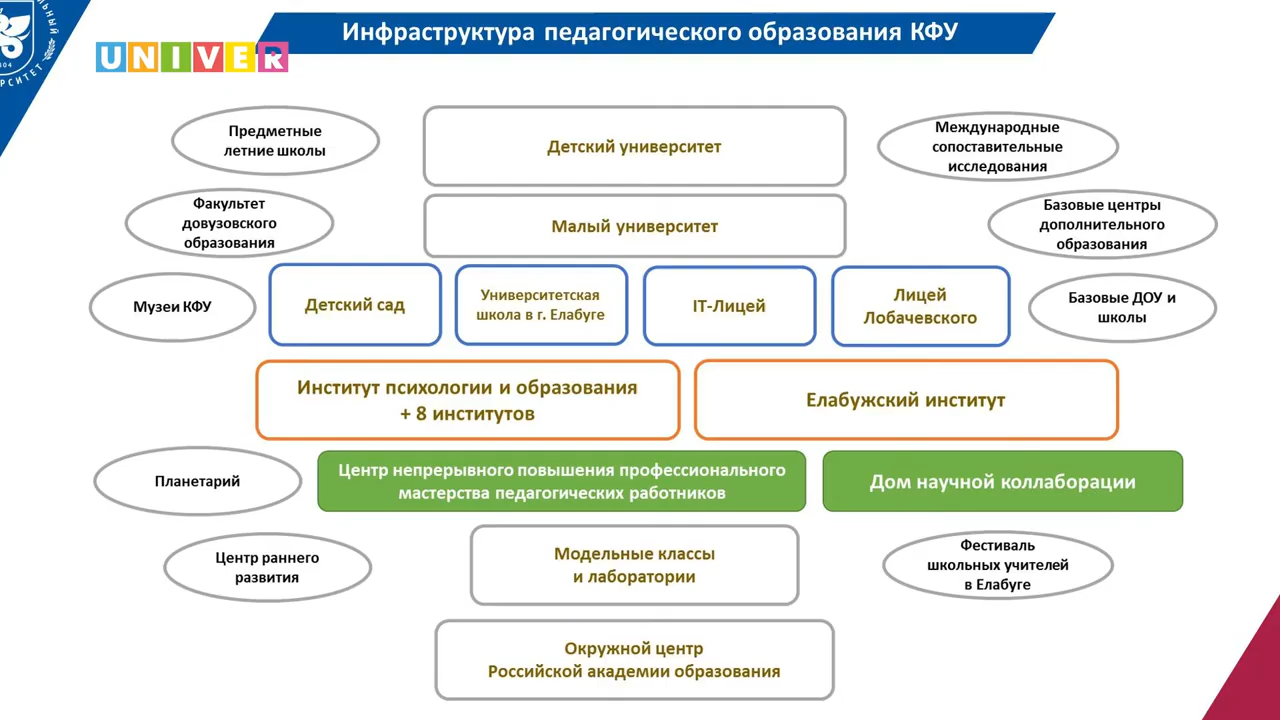 Инфраструктура педагогического образования КФУ
UNIVER
804
Предметные
летние школы
Детский университет
Международные
сопоставительные
исследования
Факультет
довузовского
образования
Малый университет
Базовые центры
дополнительного
образования
Музеи КФУ
Детский сад
Университетская
школа в г. Елабуге
IT-Лицей
Лицей
Лобачевского
Базовые ДОУ и
школы
Институт психологии и образования
+ 8 институтов
Елабужский институт
Планетарий
Центр непрерывного повышения профессионального
мастерства педагогических работников
Дом научной коллаборации
Центр раннего
развития
Модельные классы
и лаборатории
Фестиваль
школьных учителей
в Елабуге
Окружной центр
Российской академии образования